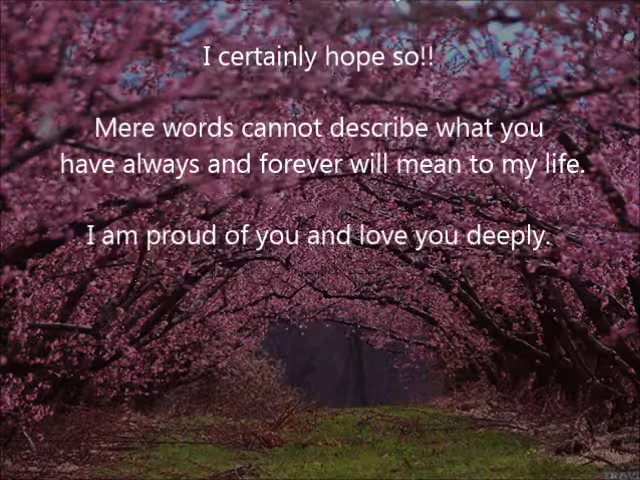 I certainly hope so!!
Mere words cannot describe what you
have always and forever will mean to my life.
I am proud of you and love you deeply.